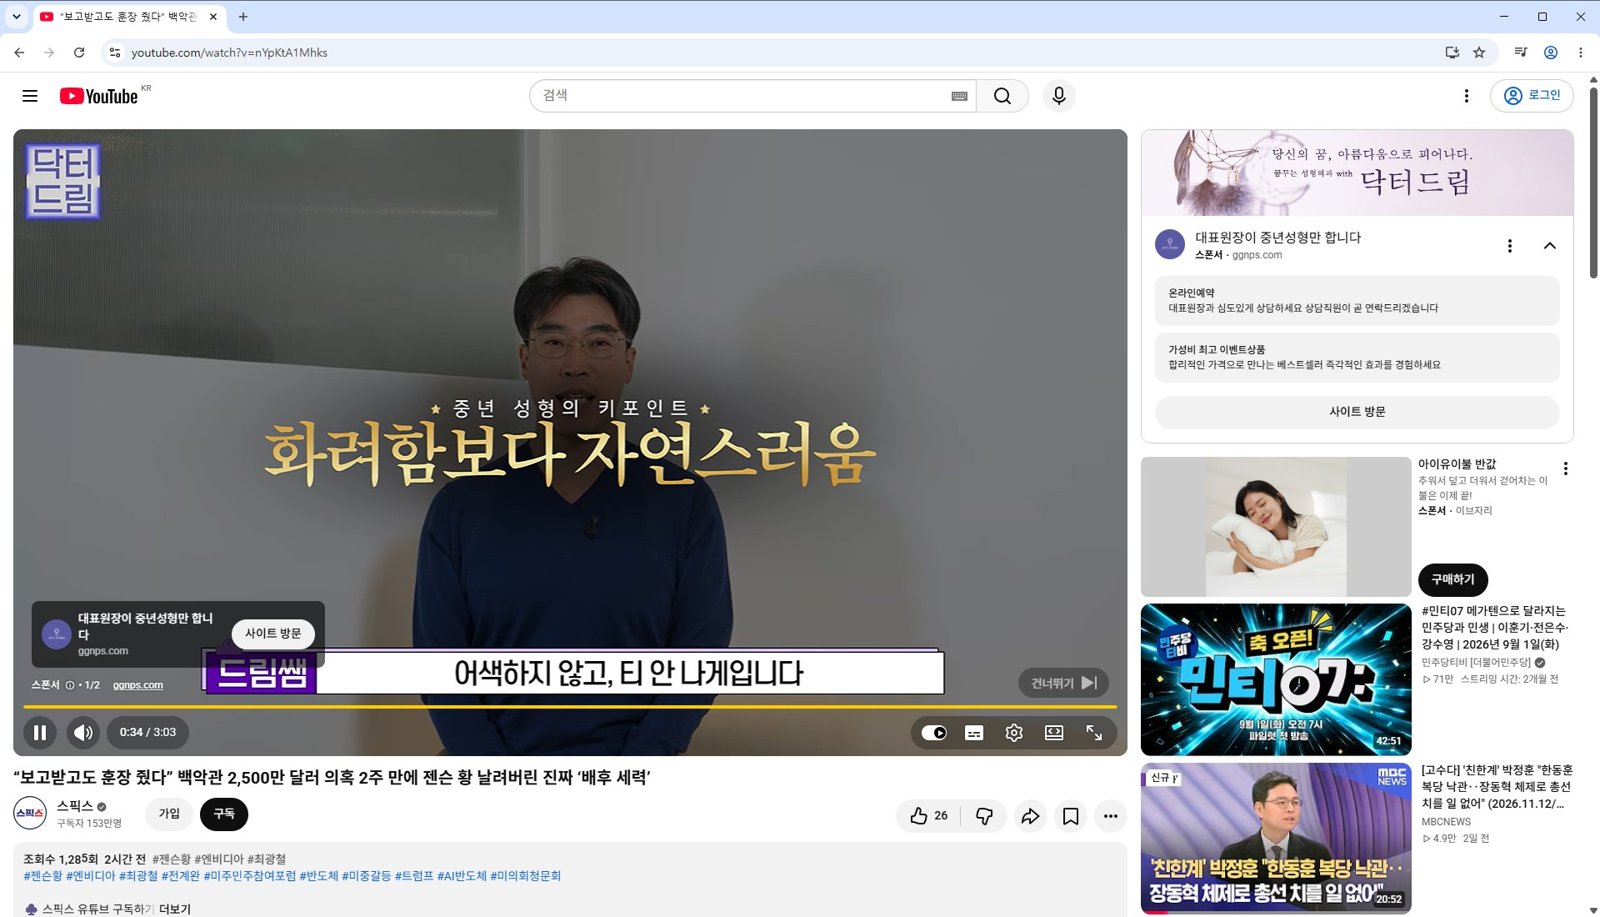 “보고받고도 훈장 줬다” 백악관
youtube.com/watch?v=nYpKtA1Mhks
YouTube KR
검색
로그인
닥터
드림
중년 성형의 키포인트
화려함보다 자연스러움
대표원장이 중년성형만 합니
다
ggnps.com
사이트 방문
드림쌤
어색하지 않고, 티 안 나게입니다
스폰서 · 1/2 ggnps.com
건너뛰기
0:34 / 3:03
“보고받고도 훈장 줬다” 백악관 2,500만 달러 의혹 2주 만에 젠슨 황 날려버린 진짜 ‘배후 세력’
스픽스
스픽스
구독자 153만명
가입
구독
26
조회수 1,285회 2시간 전 #젠슨황 #엔비디아 #최광철
#젠슨황 #엔비디아 #최광철 #전계완 #미주민주참여포럼 #반도체 #미중갈등 #트럼프 #AI반도체 #미의회청문회
스픽스 유튜브 구독하기 더보기
당신의 꿈, 아름다움으로 피어나다.
꿈꾸는 성형외과 with 닥터드림
대표원장이 중년성형만 합니다
스폰서 · ggnps.com
온라인예약
대표원장과 심도있게 상담하세요 상담직원이 곧 연락드리겠습니다
가성비 최고 이벤트상품
합리적인 가격으로 만나는 베스트셀러 즉각적인 효과를 경험하세요
사이트 방문
아이유이불 반값
추워서 덮고 더워서 걷어차는 이
불은 이제 끝!
스폰서 · 이브자리
구매하기
민주당
티비
축 오픈!
민티07:
9월 1일(화) 오전 7시
파일럿 첫 방송
42:51
#민티07 메가텐으로 달라지는
민주당과 민생 | 이훈기·전은수·
강수영 | 2026년 9월 1일(화)
민주당티비 [더불어민주당]
71만 스트리밍 시간: 2개월 전
신규
MBC
NEWS
'친한계' 박정훈 "한동훈 복당 낙관‥
장동혁 체제로 총선 치를 일 없어"
20:52
[고수다] '친한계' 박정훈 "한동훈
복당 낙관‥장동혁 체제로 총선
치를 일 없어" (2026.11.12/...
MBCNEWS
4.9만 2일 전